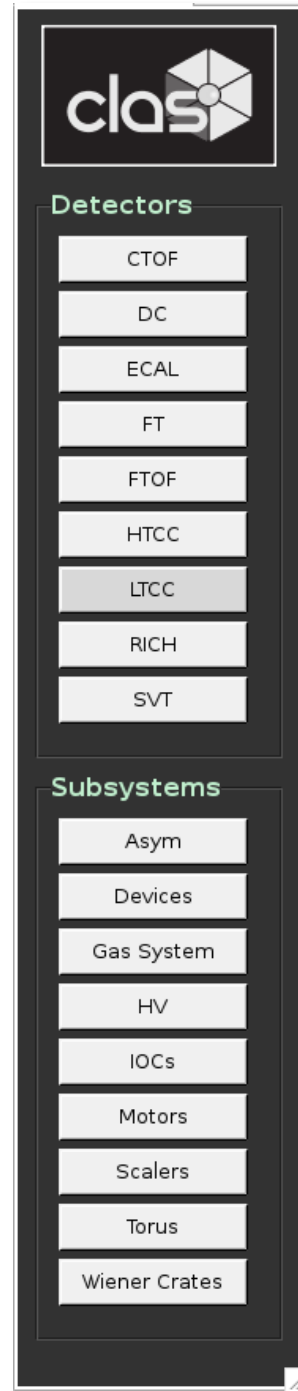 clas
Detectors
CTOF
DC
ECAL
FT
FTOF
HTCC
LTCC
RICH
SVT
Subsystems
Asym
Devices
Gas System
HV
IOCs
Motors
Scalers
Torus
Wiener Crates